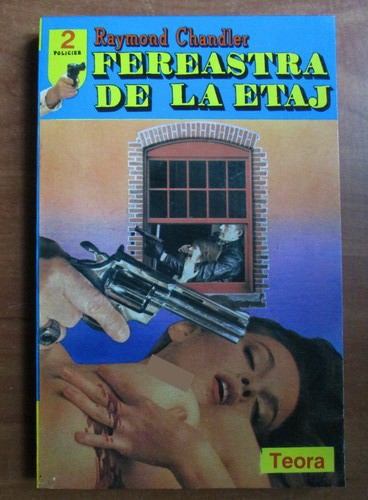 2
POLICIER
Raymond Chandler
FEREASTRA
DE LA ETAJ
Teora